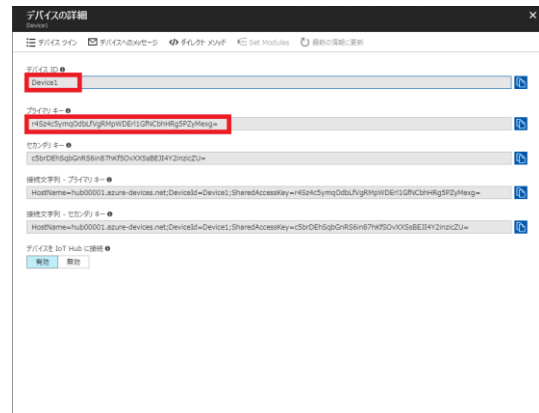 デバイスの詳細
Device1
デバイス ツイン デバイスへのメッセージ ダイレクト メソッド Set Modules 最新の情報に更新
デバイス ID
Device1
プライマリ キー
r4Sz4c5ymqOdbLfVgRMpWDErl1GfNCbhHRg5PZyMexg=
セカンダリ キー
c5brDEhSqbGnRS6in87hKfSOvXXSsBEJI4Y2inzicZU=
接続文字列 - プライマリ キー
HostName=hub00001.azure-devices.net;DeviceId=Device1;SharedAccessKey=r4Sz4c5ymqOdbLfVgRMpWDErl1GfNCbhHRg5PZyMexg=
接続文字列 - セカンダリ キー
HostName=hub00001.azure-devices.net;DeviceId=Device1;SharedAccessKey=c5brDEhSqbGnRS6in87hKfSOvXXSsBEJI4Y2inzicZU=
デバイスを IoT Hub に接続
有効 無効